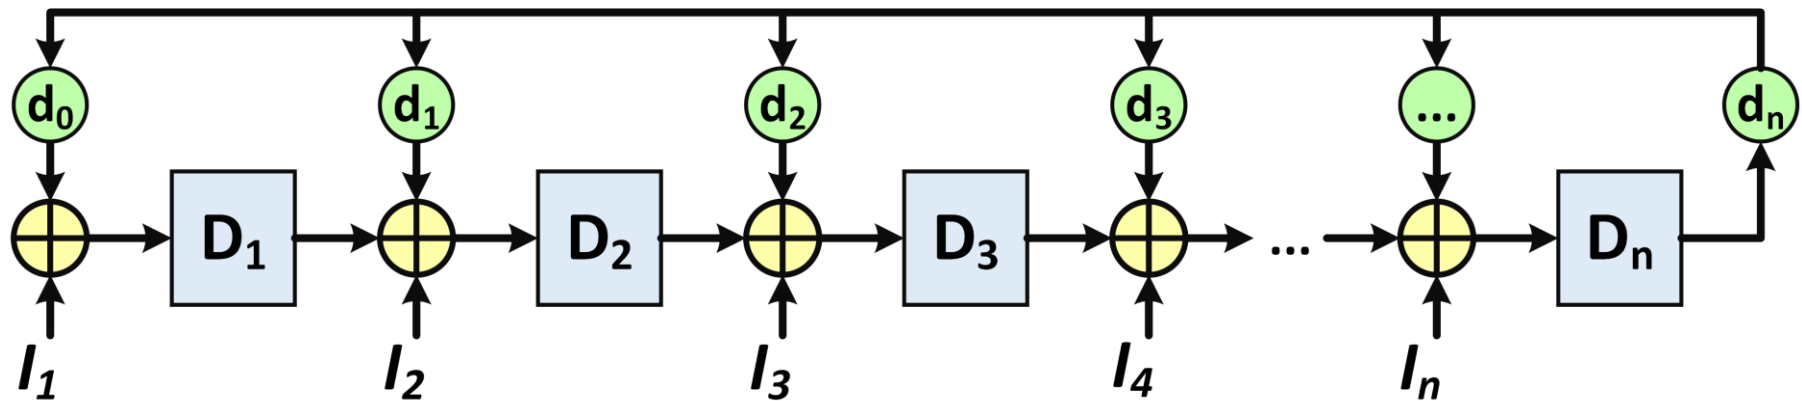 d₀ d₁ d₂ d₃ ... dₙ
D₁ D₂ D₃ ... Dₙ
I₁ I₂ I₃ I₄ Iₙ